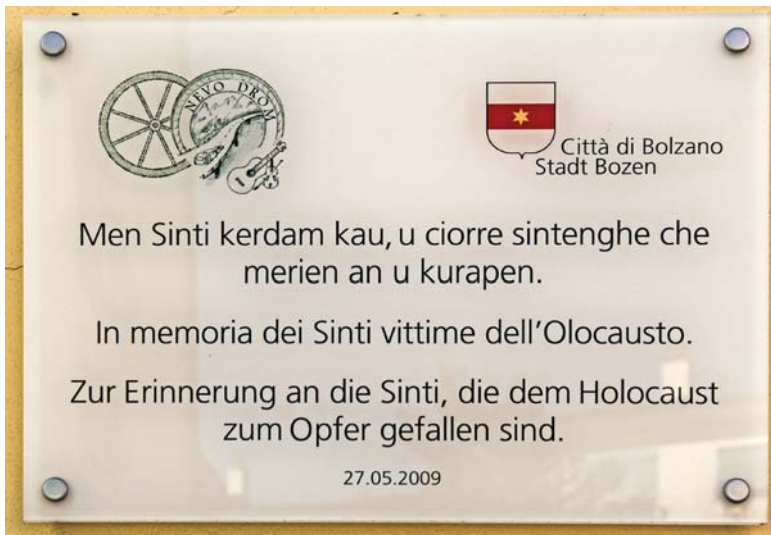 NEVO DROM
Città di Bolzano
Stadt Bozen
Men Sinti kerdam kau, u ciorre sintenghe che
merien an u kurapen.
In memoria dei Sinti vittime dell'Olocausto.
Zur Erinnerung an die Sinti, die dem Holocaust
zum Opfer gefallen sind.
27.05.2009